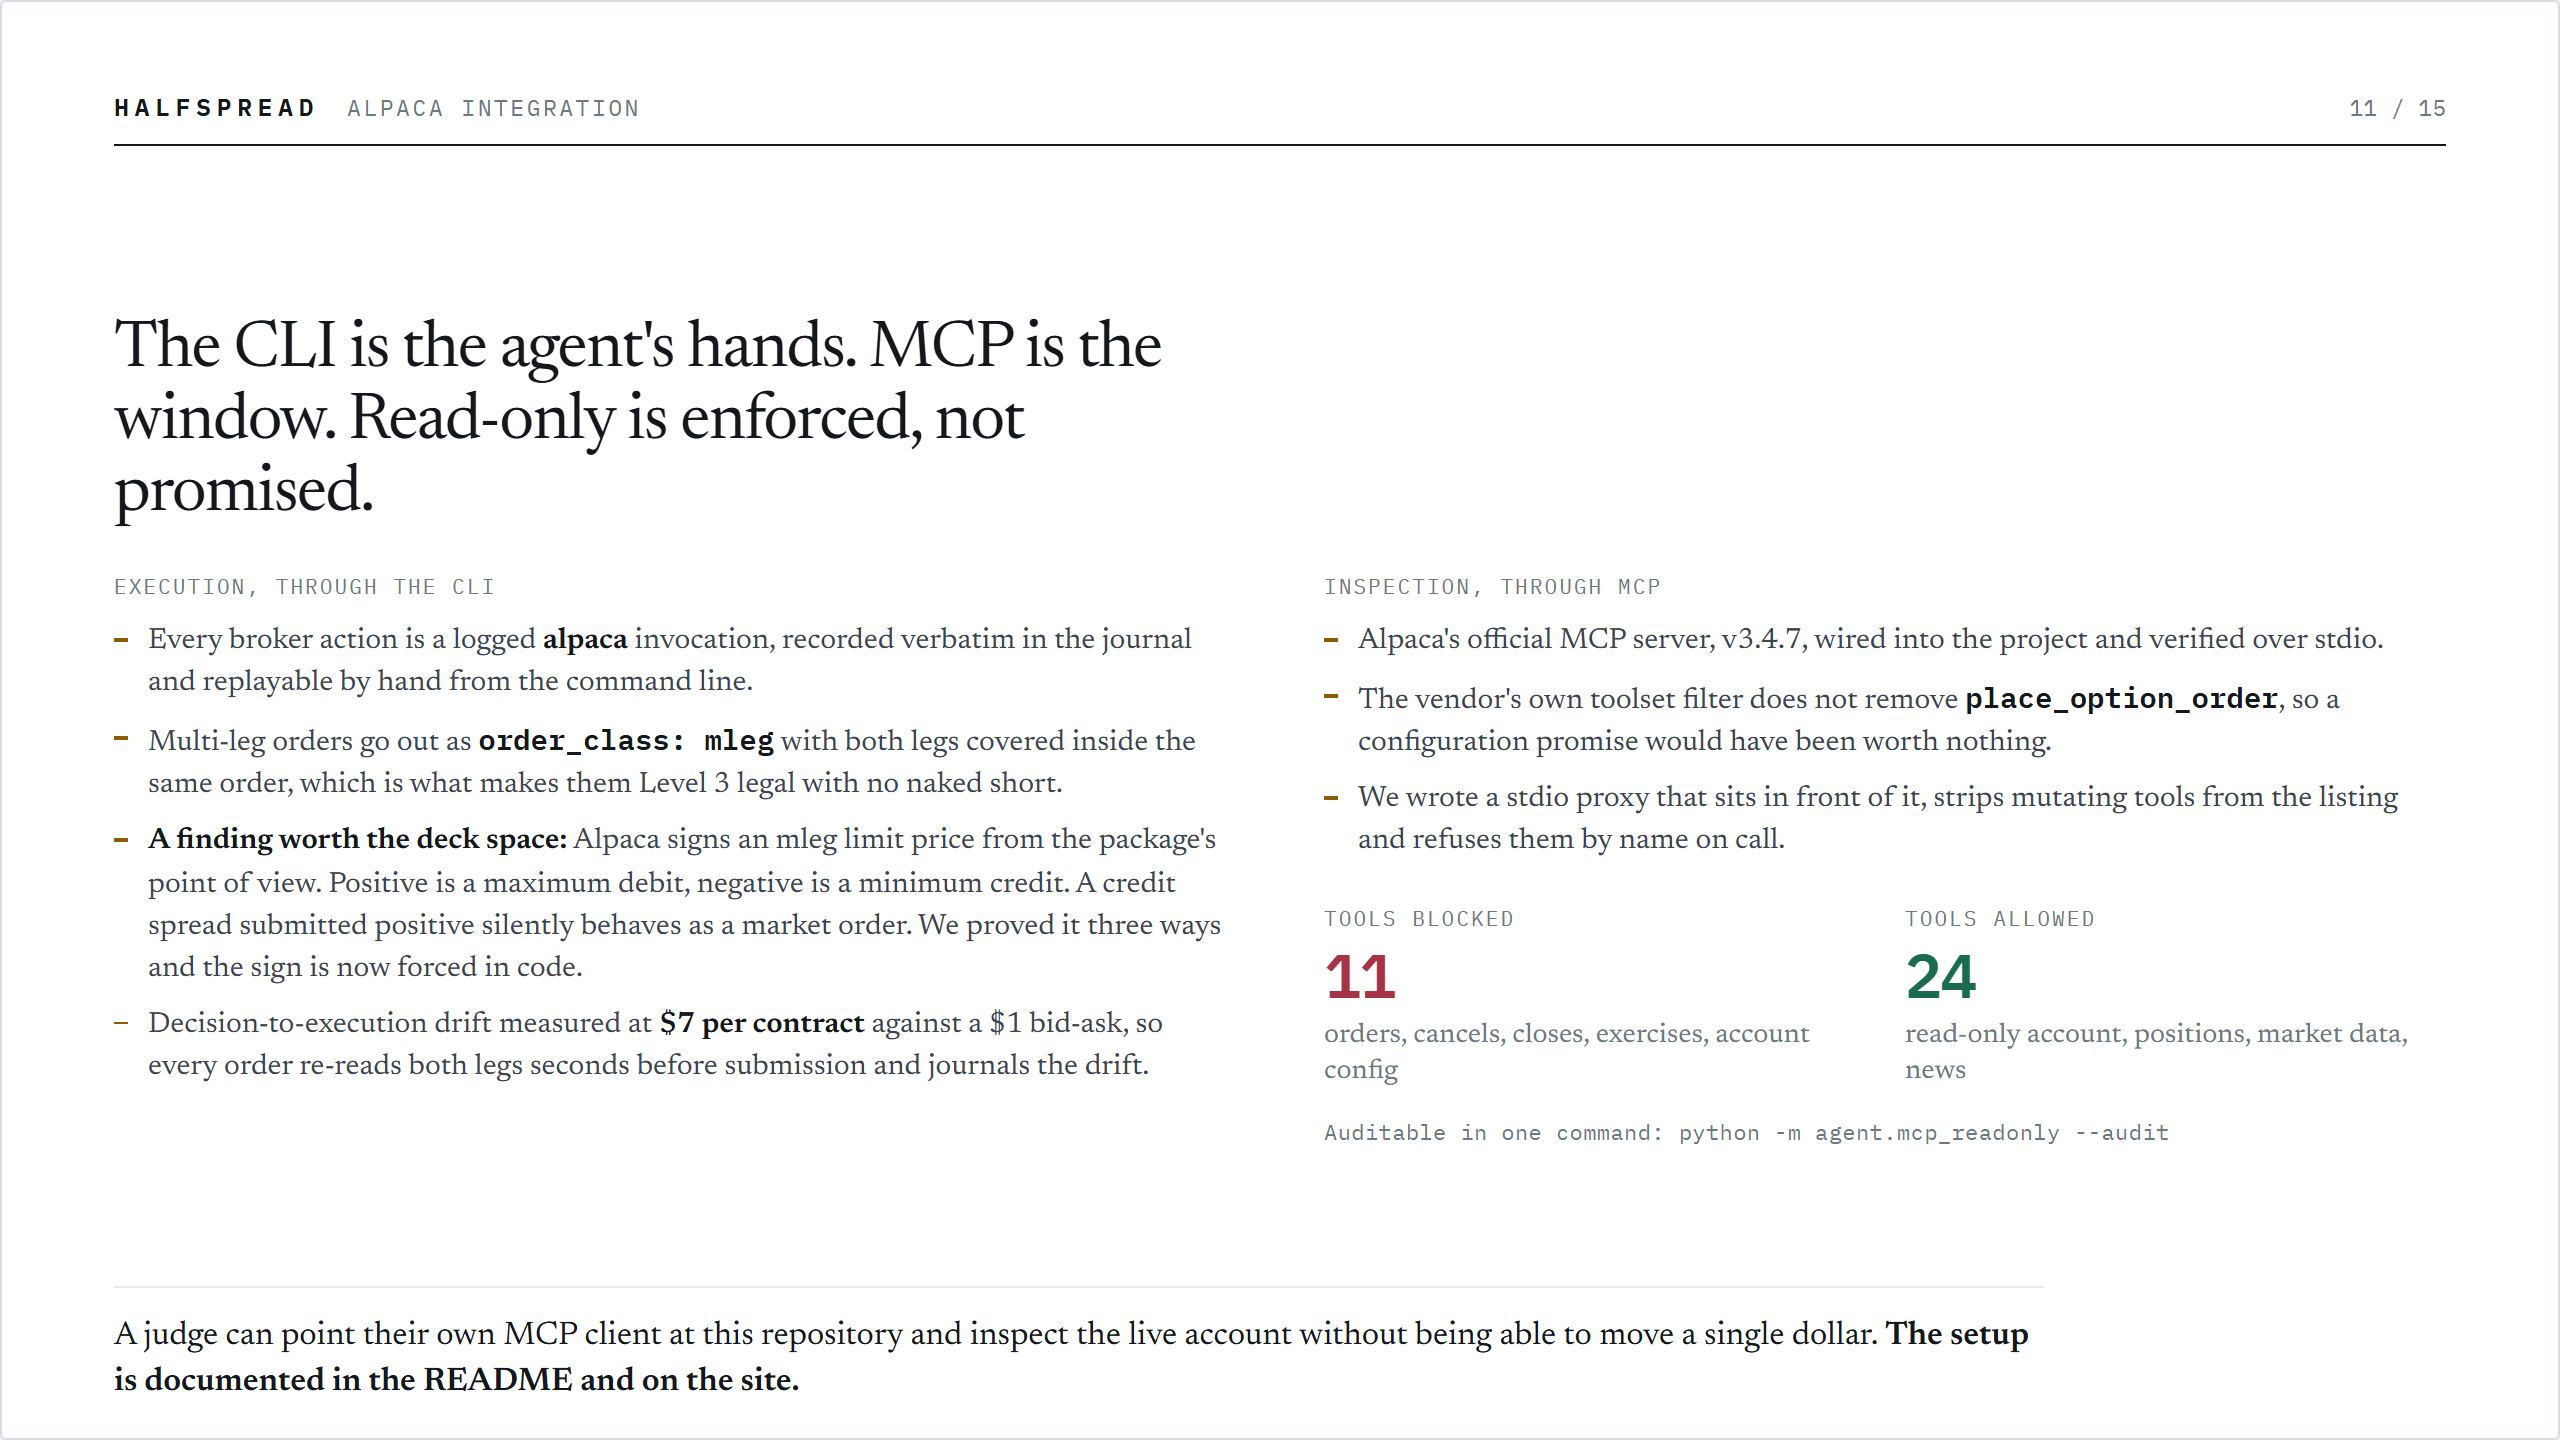 HALFSPREAD ALPACA INTEGRATION 11 / 15
The CLI is the agent's hands. MCP is the
window. Read-only is enforced, not
promised.
EXECUTION, THROUGH THE CLI
Every broker action is a logged alpaca invocation, recorded verbatim in the journal
and replayable by hand from the command line.
Multi-leg orders go out as order_class: mleg with both legs covered inside the
same order, which is what makes them Level 3 legal with no naked short.
A finding worth the deck space: Alpaca signs an mleg limit price from the package's
point of view. Positive is a maximum debit, negative is a minimum credit. A credit
spread submitted positive silently behaves as a market order. We proved it three ways
and the sign is now forced in code.
Decision-to-execution drift measured at $7 per contract against a $1 bid-ask, so
every order re-reads both legs seconds before submission and journals the drift.
INSPECTION, THROUGH MCP
Alpaca's official MCP server, v3.4.7, wired into the project and verified over stdio.
The vendor's own toolset filter does not remove place_option_order, so a
configuration promise would have been worth nothing.
We wrote a stdio proxy that sits in front of it, strips mutating tools from the listing
and refuses them by name on call.
TOOLS BLOCKED
11
orders, cancels, closes, exercises, account
config
TOOLS ALLOWED
24
read-only account, positions, market data,
news
Auditable in one command: python -m agent.mcp_readonly --audit
A judge can point their own MCP client at this repository and inspect the live account without being able to move a single dollar. The setup
is documented in the README and on the site.